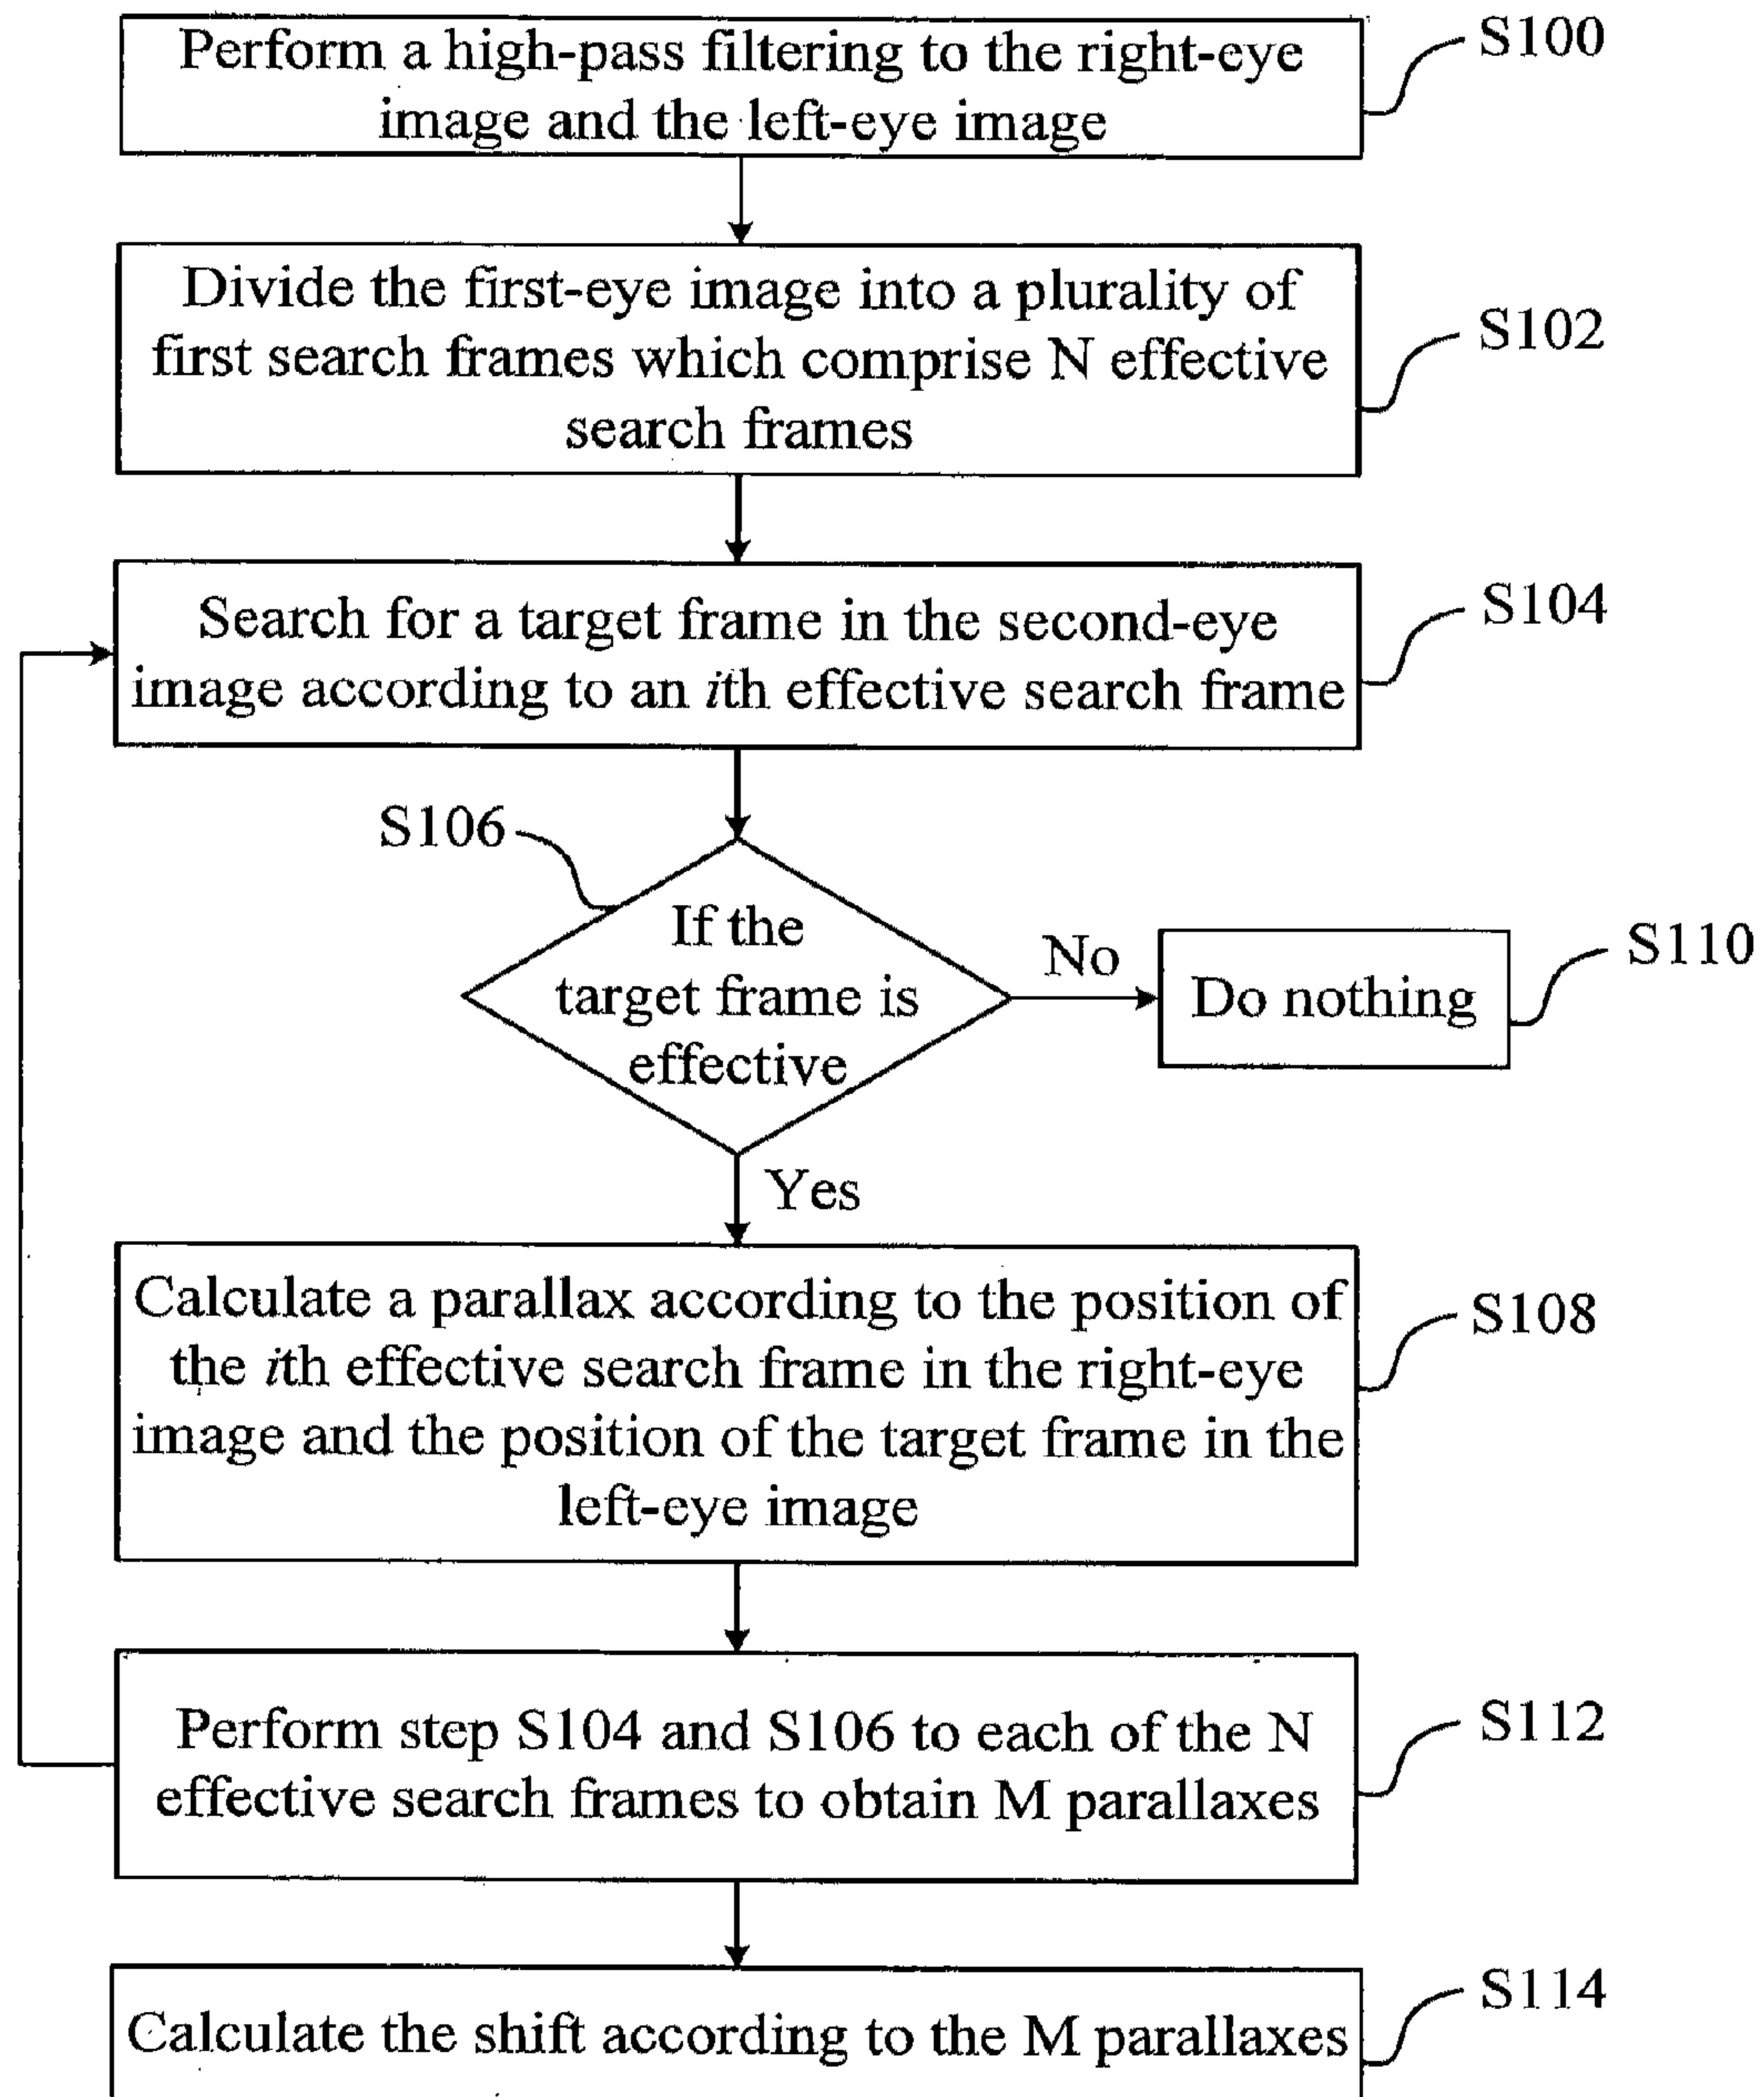 Perform a high-pass filtering to the right-eye
image and the left-eye image
S100
Divide the first-eye image into a plurality of
first search frames which comprise N effective
search frames
S102
Search for a target frame in the second-eye
image according to an ith effective search frame
S104
S106
If the
target frame is
effective
No
Do nothing
S110
Yes
Calculate a parallax according to the position of
the ith effective search frame in the right-eye
image and the position of the target frame in the
left-eye image
S108
Perform step S104 and S106 to each of the N
effective search frames to obtain M parallaxes
S112
Calculate the shift according to the M parallaxes
S114